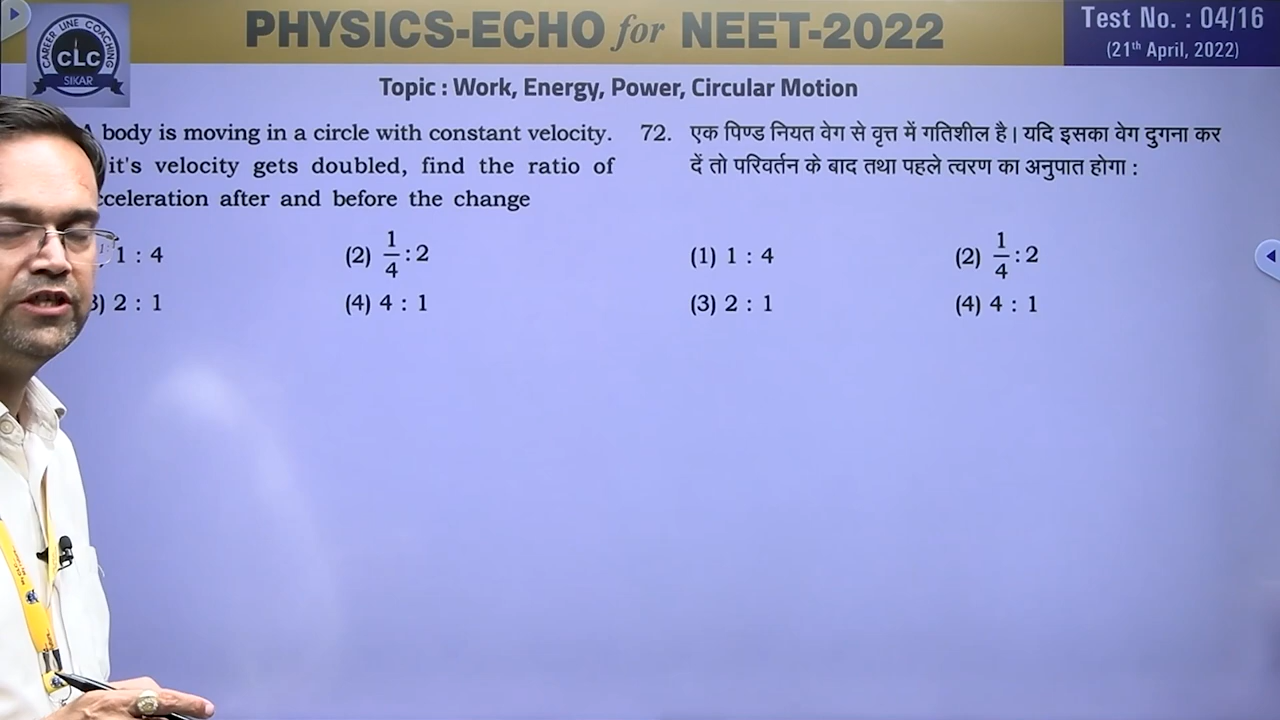 PHYSICS-ECHO for NEET-2022
Test No. : 04/16
(21th April, 2022)
CAREER LINE COACHING
CLC
SIKAR
Topic : Work, Energy, Power, Circular Motion
A body is moving in a circle with constant velocity.
it's velocity gets doubled, find the ratio of
cceleration after and before the change
1 : 4
(2) 1/4 : 2
3) 2 : 1
(4) 4 : 1
72. एक पिण्ड नियत वेग से वृत्त में गतिशील है। यदि इसका वेग दुगना कर
दें तो परिवर्तन के बाद तथा पहले त्वरण का अनुपात होगा :
(1) 1 : 4
(2) 1/4 : 2
(3) 2 : 1
(4) 4 : 1